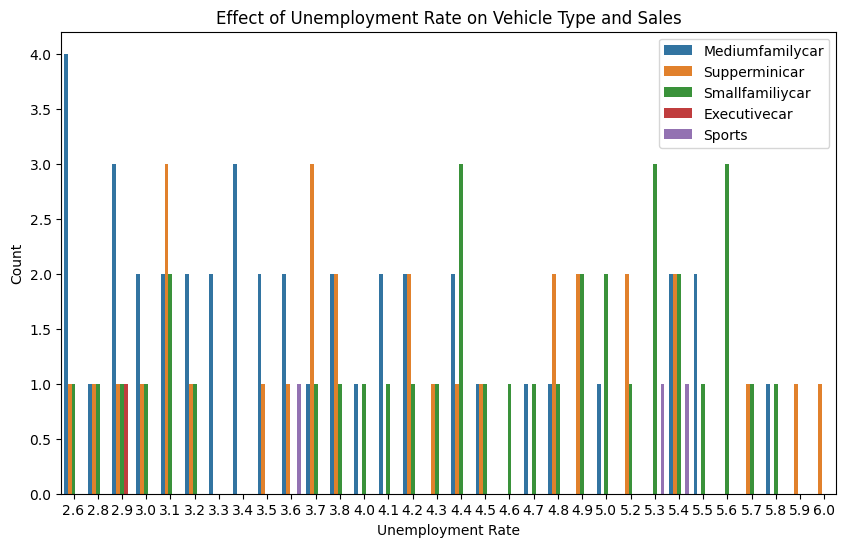 Effect of Unemployment Rate on Vehicle Type and Sales
Mediumfamilycar
Supperminicar
Smallfamiliycar
Executivecar
Sports
4.0
3.5
3.0
2.5
2.0
1.5
1.0
0.5
0.0
Count
2.6 2.8 2.9 3.0 3.1 3.2 3.3 3.4 3.5 3.6 3.7 3.8 4.0 4.1 4.2 4.3 4.4 4.5 4.6 4.7 4.8 4.9 5.0 5.2 5.3 5.4 5.5 5.6 5.7 5.8 5.9 6.0
Unemployment Rate